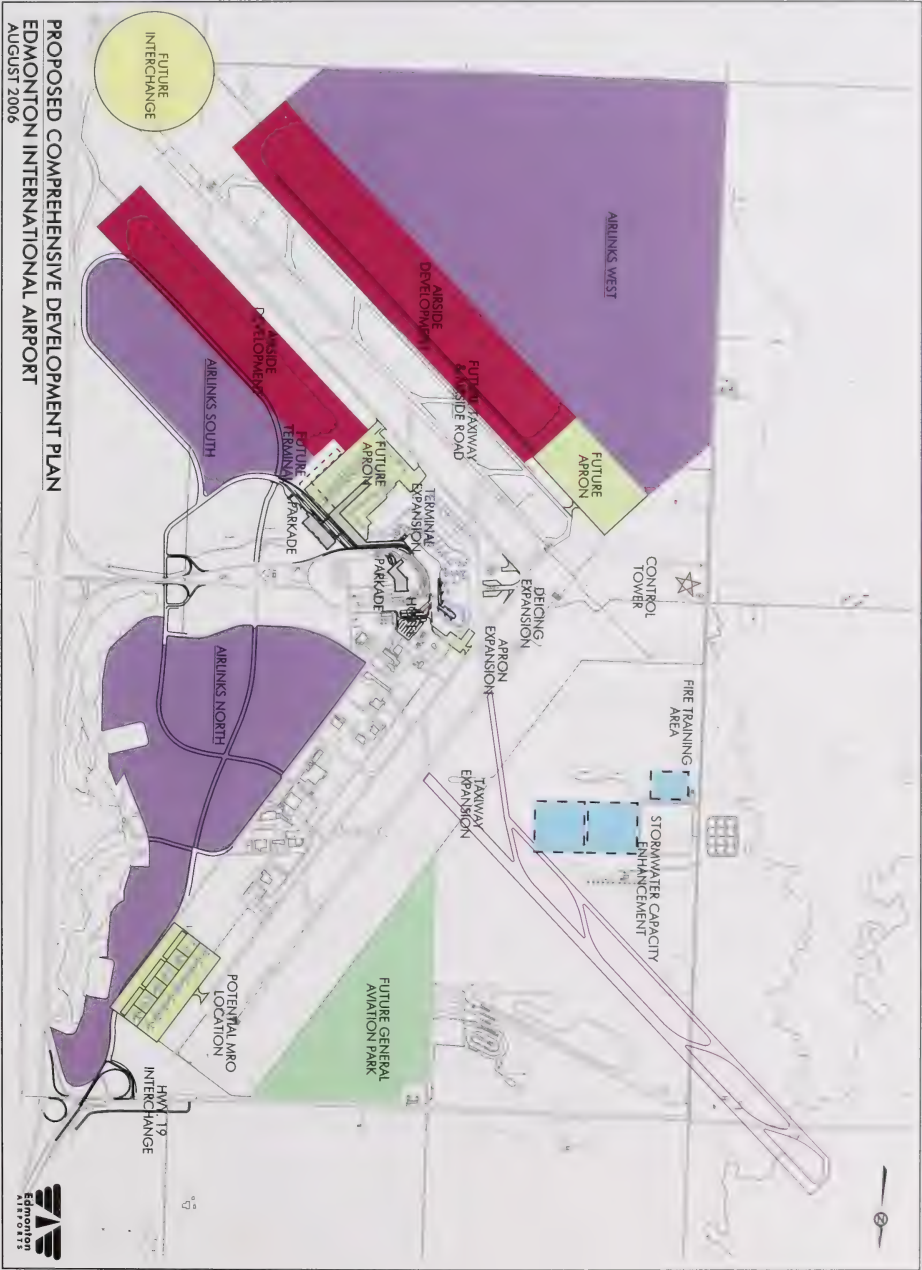 PROPOSED COMPREHENSIVE DEVELOPMENT PLAN
EDMONTON INTERNATIONAL AIRPORT
AUGUST 2006
FUTURE
INTERCHANGE
AIRLINKS WEST
AIRSIDE
DEVELOPMENT
FUTURE TAXIWAY
& AIRSIDE ROAD
FUTURE
APRON
AIRSIDE
DEVELOPMENT
AIRLINKS SOUTH
FUTURE
TERMINAL
FUTURE
APRON
PARKADE
TERMINAL
EXPANSION
PARKADE
CONTROL
TOWER
DEICING
EXPANSION
APRON
EXPANSION
AIRLINKS NORTH
FIRE TRAINING
AREA
STORMWATER CAPACITY
ENHANCEMENT
TAXIWAY
EXPANSION
FUTURE GENERAL
AVIATION PARK
POTENTIAL MRO
LOCATION
HWY. 19
INTERCHANGE
Edmonton
AIRPORTS